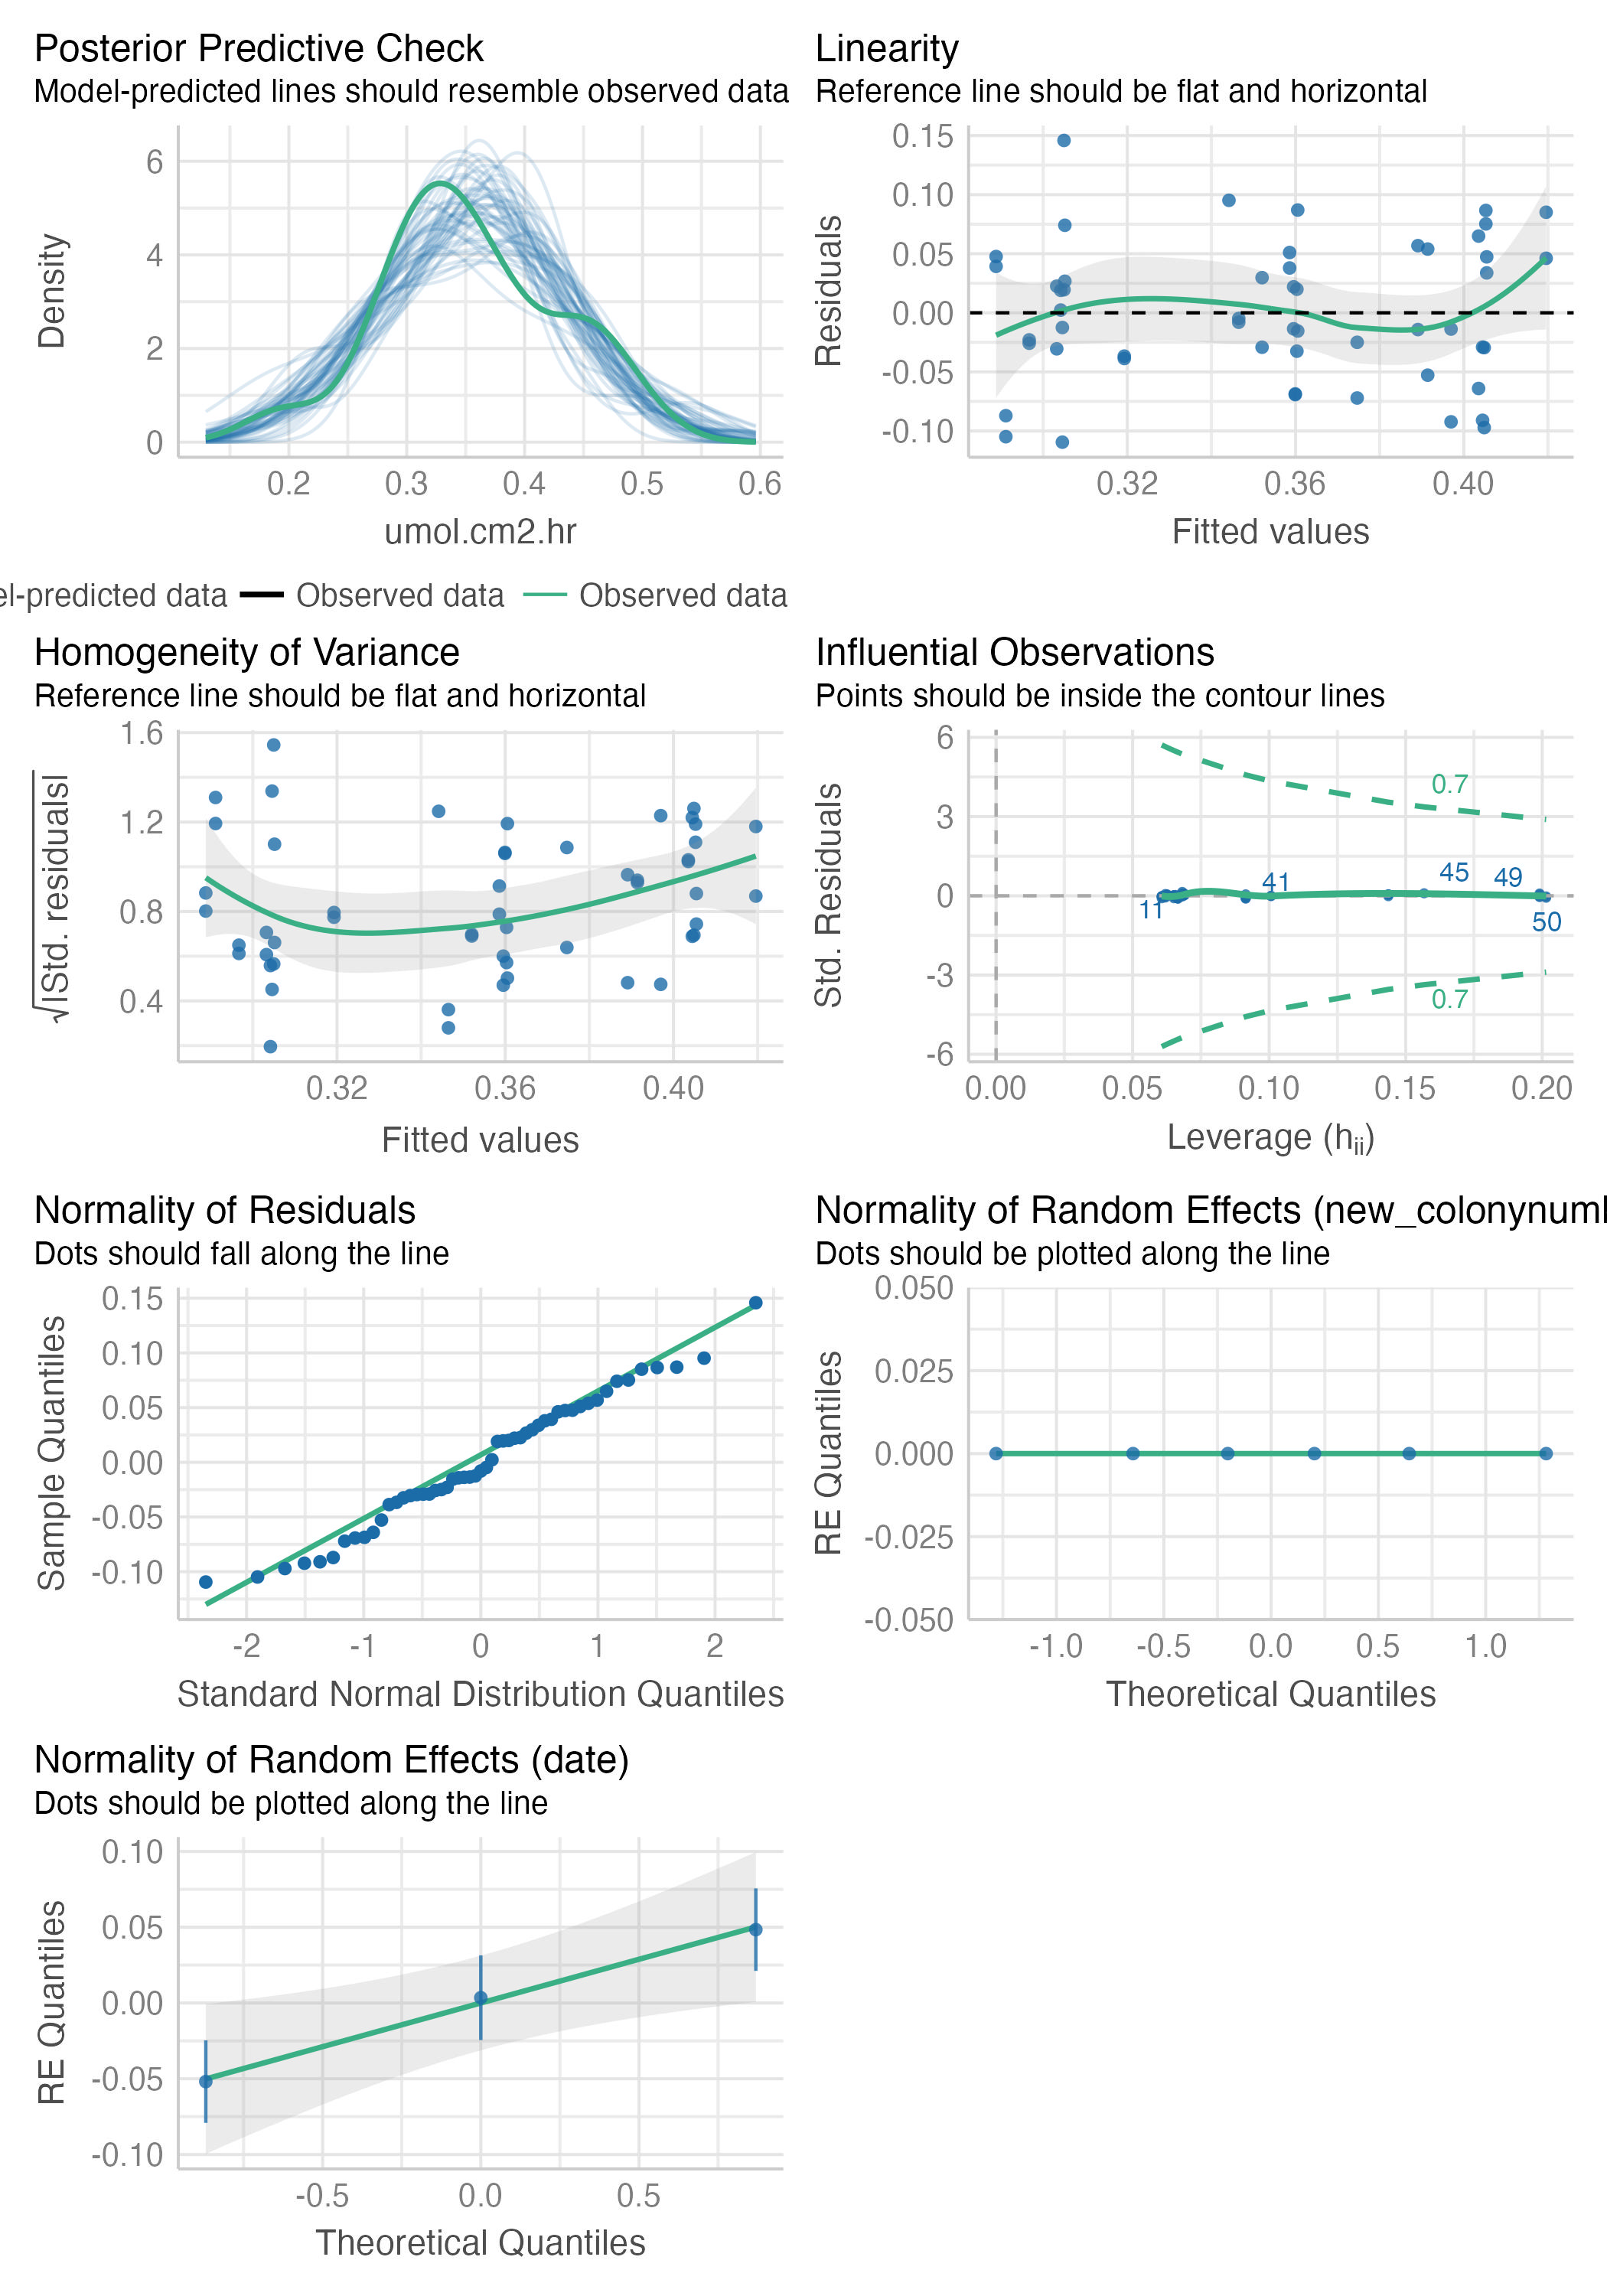 Posterior Predictive Check
Model-predicted lines should resemble observed data
6
4
2
0
Density
0.2 0.3 0.4 0.5 0.6
umol.cm2.hr
el-predicted data Observed data Observed data
Linearity
Reference line should be flat and horizontal
0.15
0.10
0.05
0.00
-0.05
-0.10
Residuals
0.32 0.36 0.40
Fitted values
Homogeneity of Variance
Reference line should be flat and horizontal
1.6
1.2
0.8
0.4
√|Std. residuals|
0.32 0.36 0.40
Fitted values
Influential Observations
Points should be inside the contour lines
6
3
0
-3
-6
Std. Residuals
0.7
45
49
41
11
50
0.7
0.00 0.05 0.10 0.15 0.20
Leverage (hii)
Normality of Residuals
Dots should fall along the line
0.15
0.10
0.05
0.00
-0.05
-0.10
Sample Quantiles
-2 -1 0 1 2
Standard Normal Distribution Quantiles
Normality of Random Effects (new_colonynuml
Dots should be plotted along the line
0.050
0.025
0.000
-0.025
-0.050
RE Quantiles
-1.0 -0.5 0.0 0.5 1.0
Theoretical Quantiles
Normality of Random Effects (date)
Dots should be plotted along the line
0.10
0.05
0.00
-0.05
-0.10
RE Quantiles
-0.5 0.0 0.5
Theoretical Quantiles